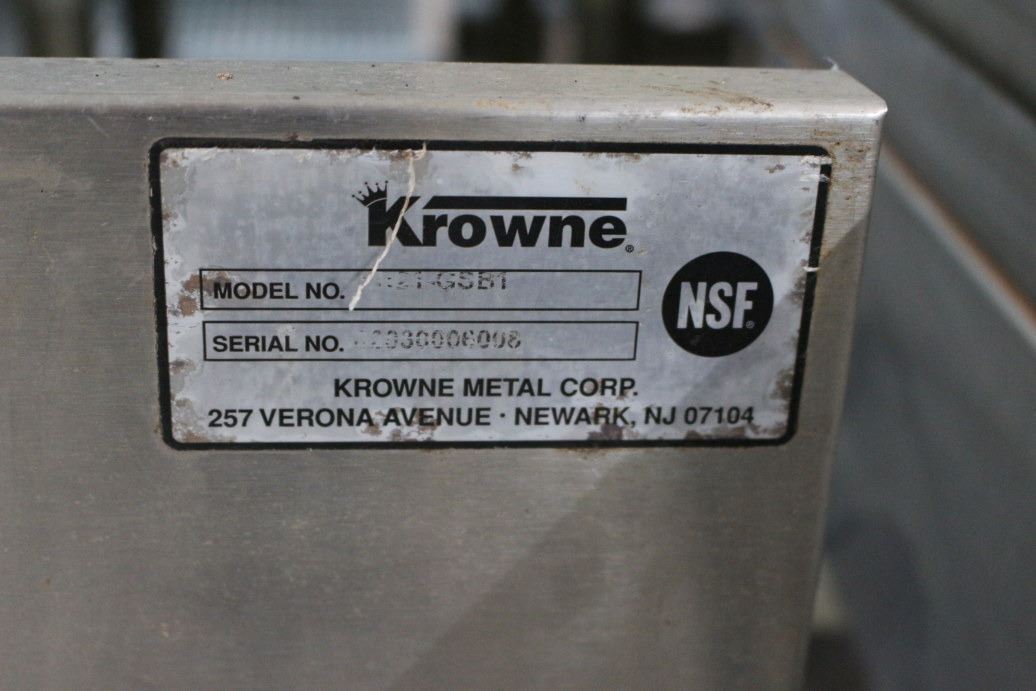 Krowne®
MODEL NO.
SERIAL NO.
NSF®
KROWNE METAL CORP.
257 VERONA AVENUE · NEWARK, NJ 07104